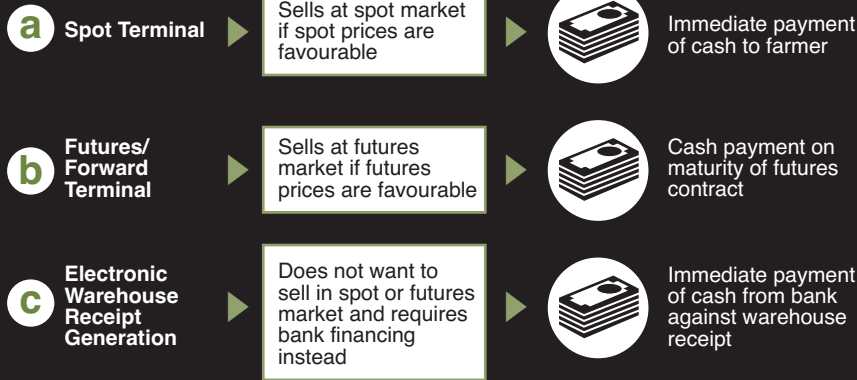 a
Spot Terminal
Sells at spot market
if spot prices are
favourable
Immediate payment
of cash to farmer
b
Futures/
Forward
Terminal
Sells at futures
market if futures
prices are favourable
Cash payment on
maturity of futures
contract
c
Electronic
Warehouse
Receipt
Generation
Does not want to
sell in spot or futures
market and requires
bank financing
instead
Immediate payment
of cash from bank
against warehouse
receipt